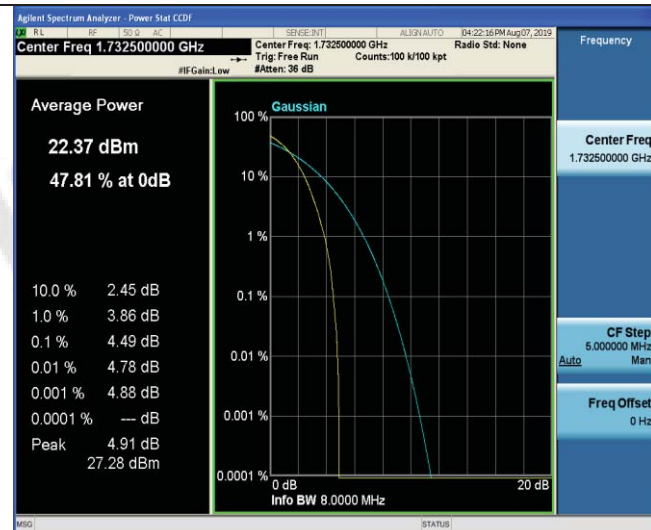 Agilent Spectrum Analyzer - Power Stat CCDF
RL RF 50 Ω AC SENSE:INT ALIGN AUTO 04:22:16 PM Aug 07, 2019
Center Freq 1.732500000 GHz
Center Freq: 1.732500000 GHz Radio Std: None
Trig: Free Run Counts:100 k/100 kpt
#IFGain:Low #Atten: 36 dB
Frequency
Average Power
22.37 dBm
47.81 % at 0dB
10.0 % 2.45 dB
1.0 % 3.86 dB
0.1 % 4.49 dB
0.01 % 4.78 dB
0.001 % 4.88 dB
0.0001 % --- dB
Peak 4.91 dB
27.28 dBm
Gaussian
100 %
10 %
1 %
0.1 %
0.01 %
0.001 %
0.0001 %
0 dB 20 dB
Info BW 8.0000 MHz
Center Freq
1.732500000 GHz
CF Step
5.000000 MHz
Auto Man
Freq Offset
0 Hz
MSG STATUS